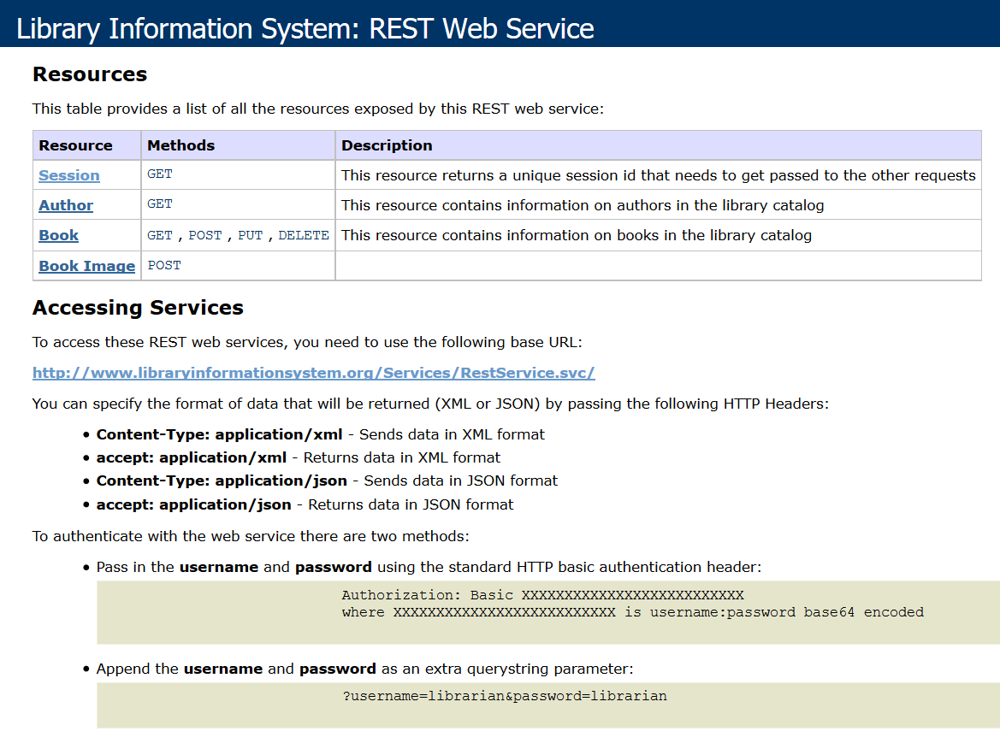 Library Information System: REST Web Service
Resources
This table provides a list of all the resources exposed by this REST web service:
Resource Methods Description
Session GET This resource returns a unique session id that needs to get passed to the other requests
Author GET This resource contains information on authors in the library catalog
Book GET , POST , PUT , DELETE This resource contains information on books in the library catalog
Book Image POST
Accessing Services
To access these REST web services, you need to use the following base URL:
http://www.libraryinformationsystem.org/Services/RestService.svc/
You can specify the format of data that will be returned (XML or JSON) by passing the following HTTP Headers:
• Content-Type: application/xml - Sends data in XML format
• accept: application/xml - Returns data in XML format
• Content-Type: application/json - Sends data in JSON format
• accept: application/json - Returns data in JSON format
To authenticate with the web service there are two methods:
• Pass in the username and password using the standard HTTP basic authentication header:
Authorization: Basic XXXXXXXXXXXXXXXXXXXXXXXXXX
where XXXXXXXXXXXXXXXXXXXXXXXXXX is username:password base64 encoded
• Append the username and password as an extra querystring parameter:
?username=librarian&password=librarian